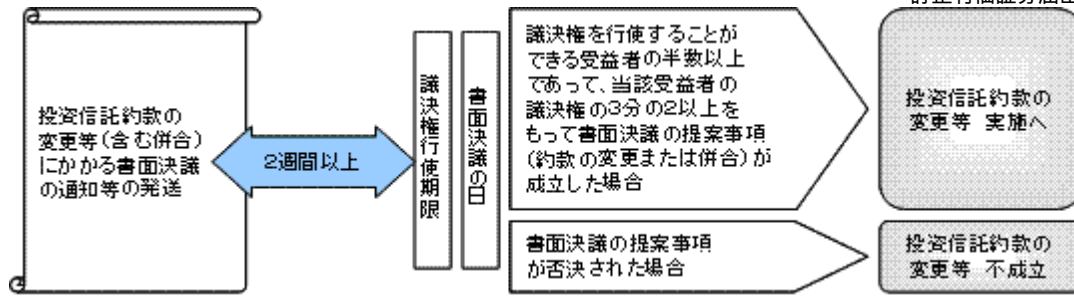 投資信託約款の
変更等(含む併合)
にかかる書面決議
の通知等の発送
2週間以上
議決権行使期限
書面決議の日
議決権を行使することが
できる受益者の半数以上
であって、当該受益者の
議決権の3分の2以上を
もって書面決議の提案事項
(約款の変更または併合)が
成立した場合
投資信託約款の
変更等 実施へ
書面決議の提案事項
が否決された場合
投資信託約款の
変更等 不成立